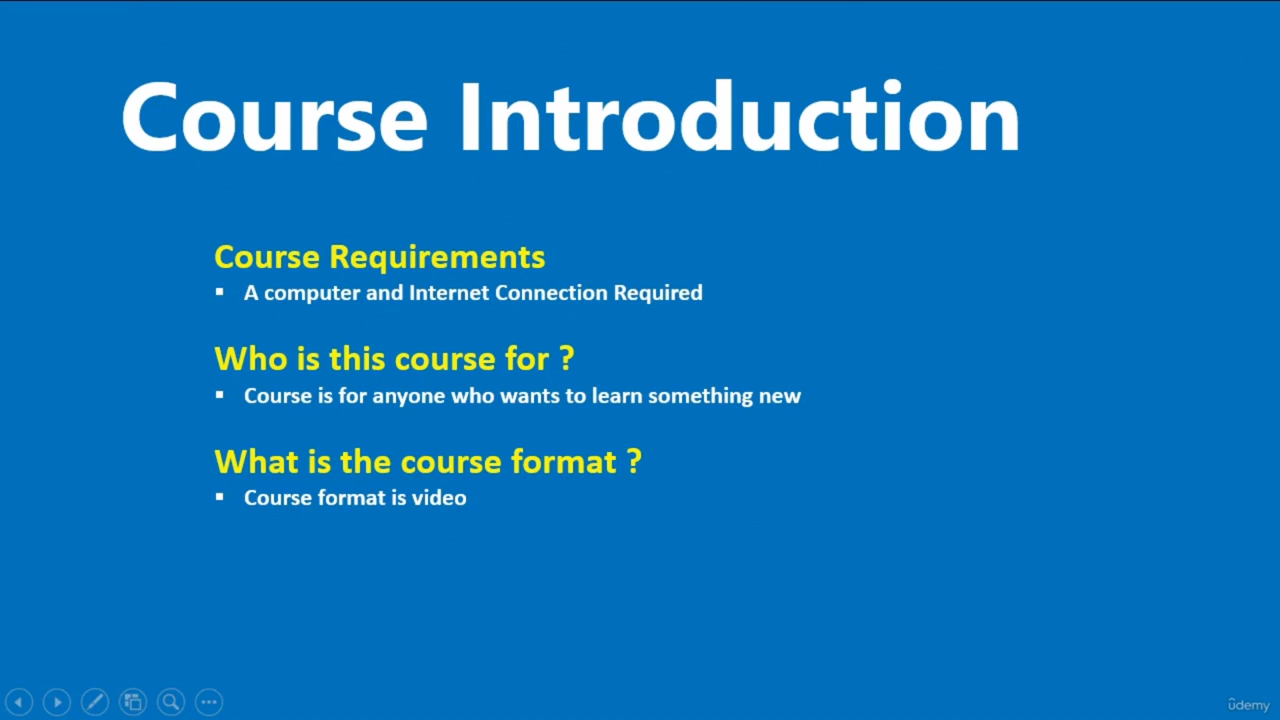 Course Introduction
Course Requirements
▪ A computer and Internet Connection Required
Who is this course for ?
▪ Course is for anyone who wants to learn something new
What is the course format ?
▪ Course format is video
ûdemy